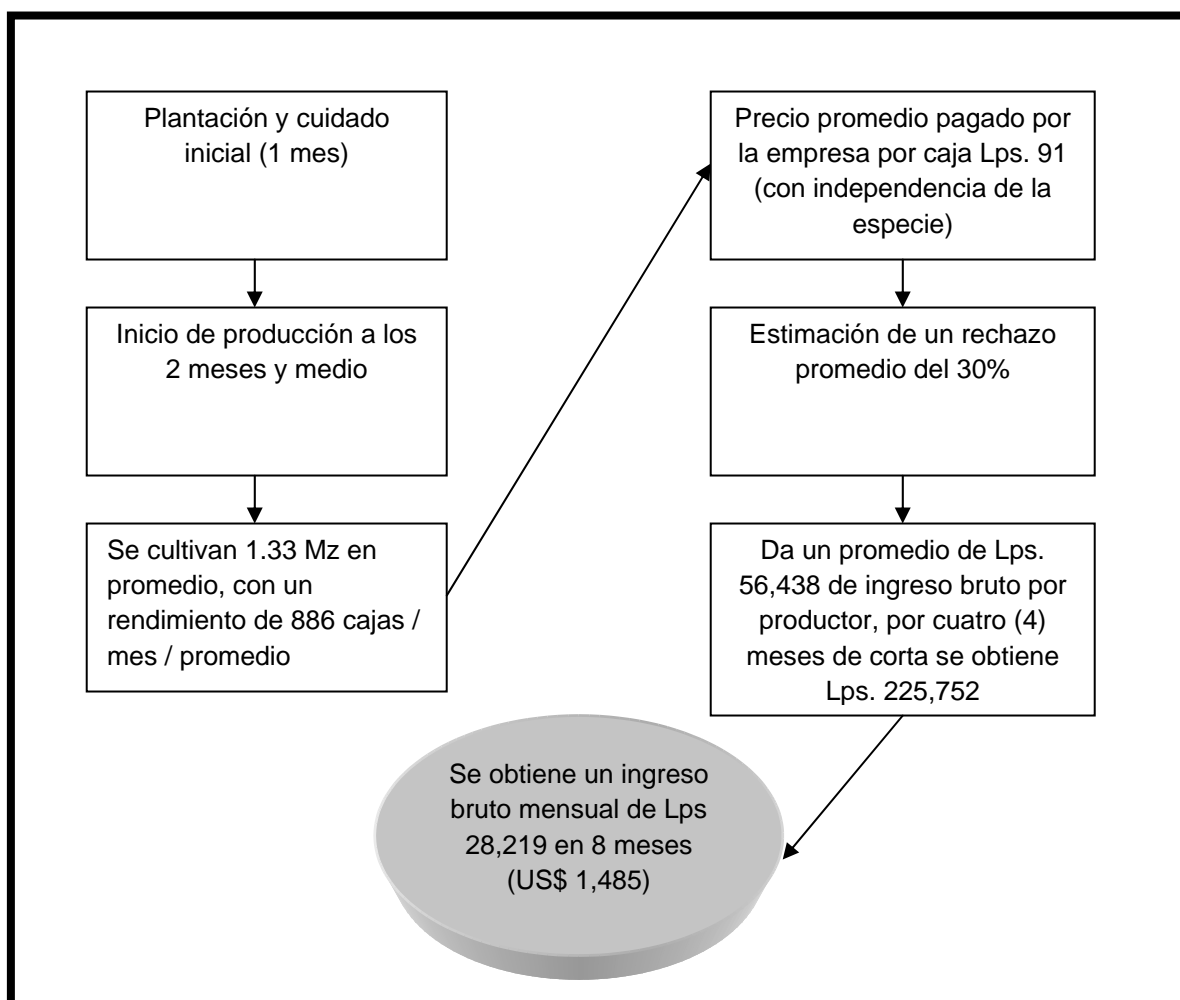 Plantación y cuidado
inicial (1 mes)
Inicio de producción a los
2 meses y medio
Se cultivan 1.33 Mz en
promedio, con un
rendimiento de 886 cajas /
mes / promedio
Precio promedio pagado por
la empresa por caja Lps. 91
(con independencia de la
especie)
Estimación de un rechazo
promedio del 30%
Da un promedio de Lps.
56,438 de ingreso bruto por
productor, por cuatro (4)
meses de corta se obtiene
Lps. 225,752
Se obtiene un ingreso
bruto mensual de Lps
28,219 en 8 meses
(US$ 1,485)